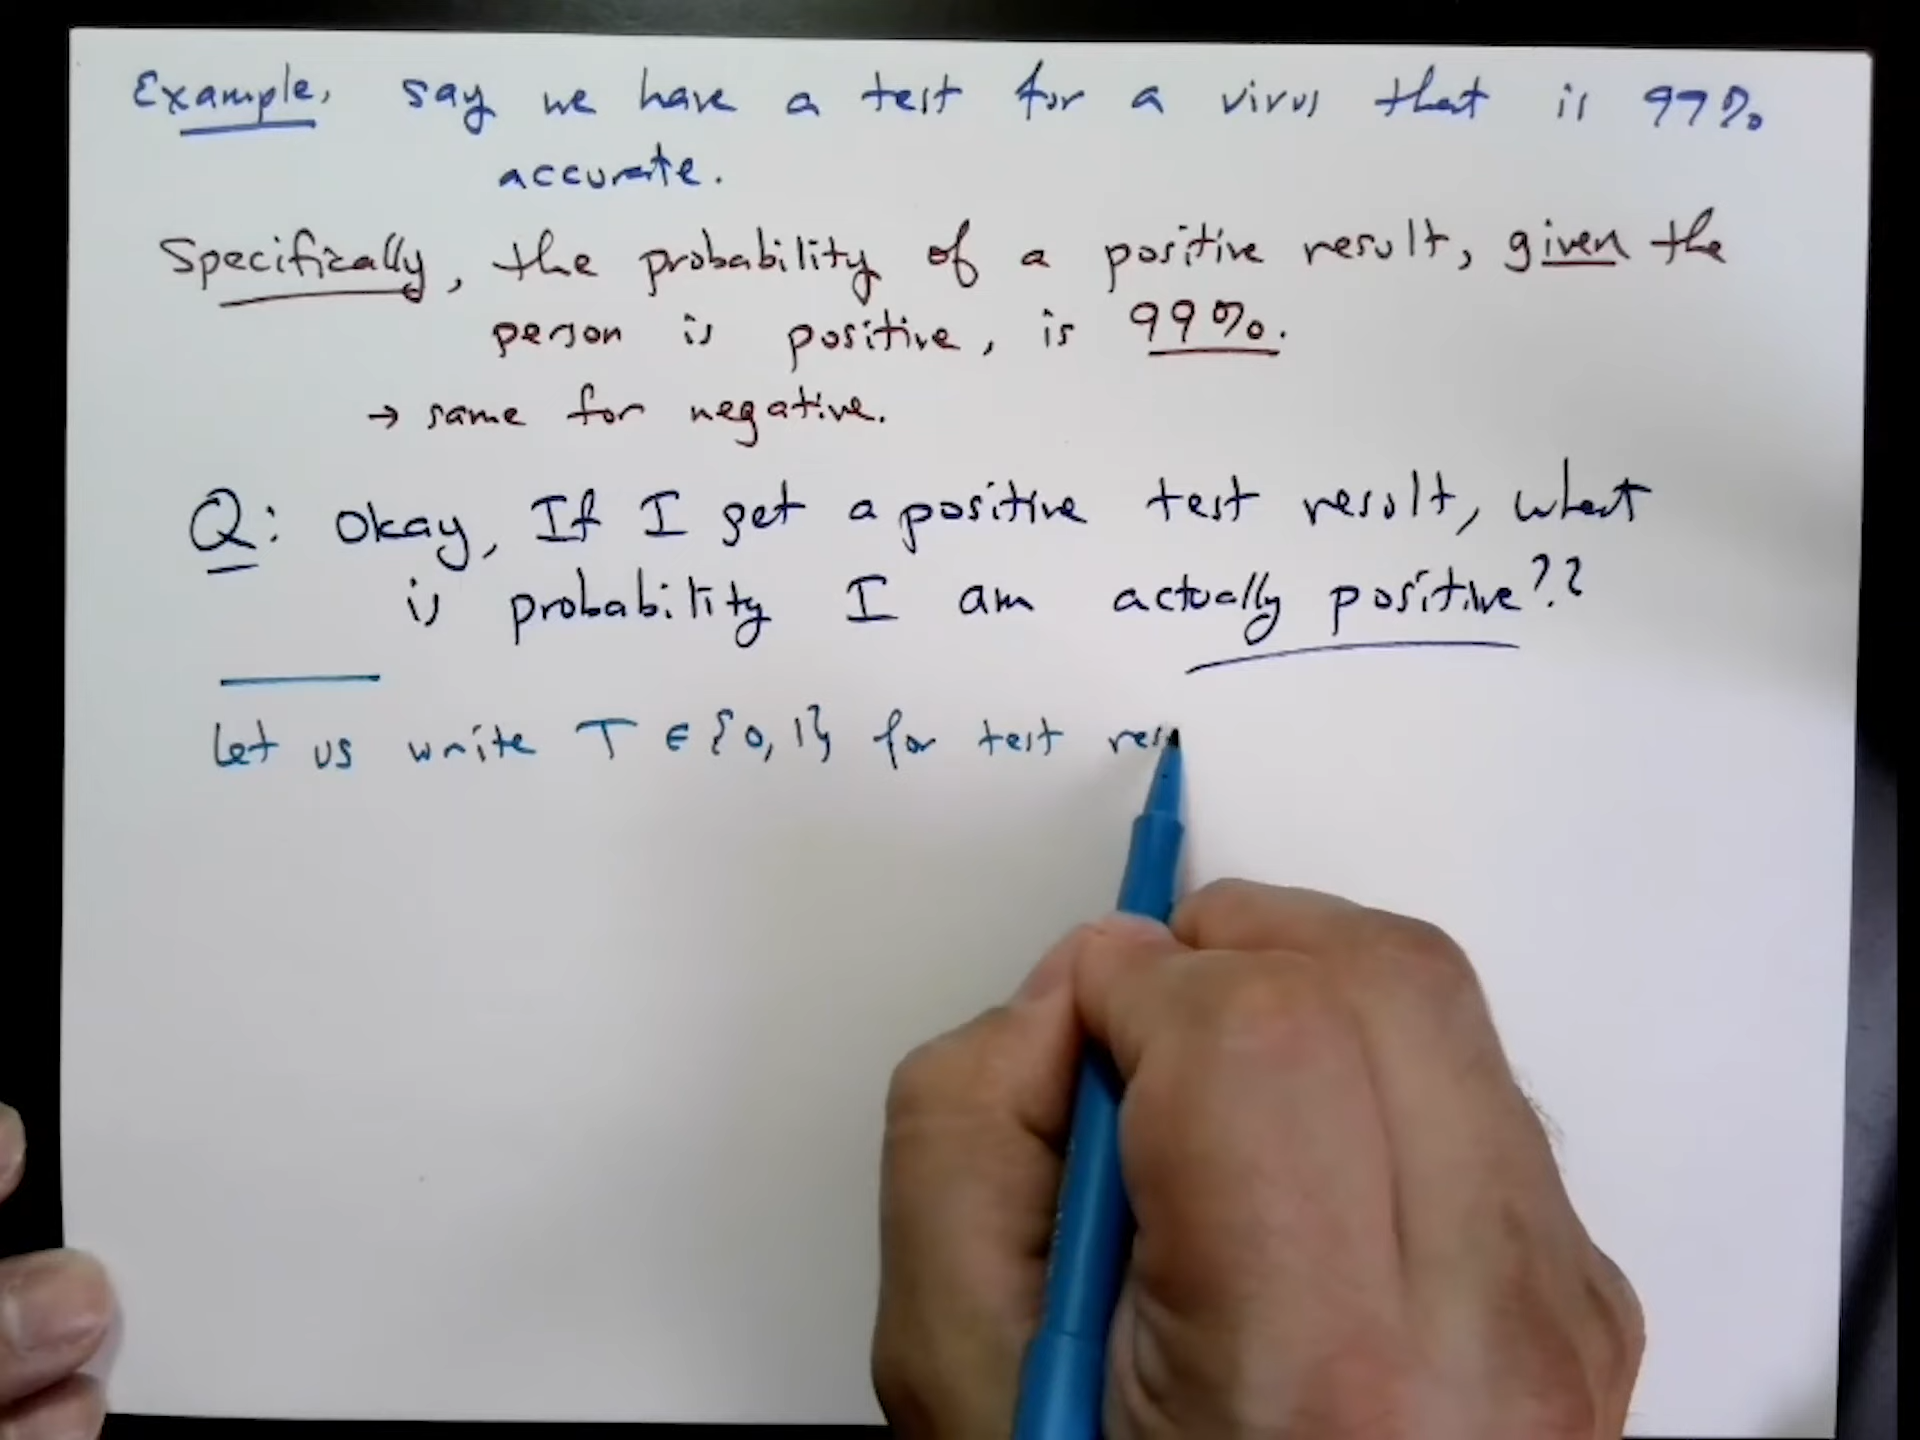 Example. say we have a test for a virus that is 99%
accurate.
Specifically, the probability of a positive result, given the
person is positive, is 99%.
→ same for negative.
Q: Okay, If I get a positive test result, what
is probability I am actually positive??
Let us write T ∈ {0, 1} for test res